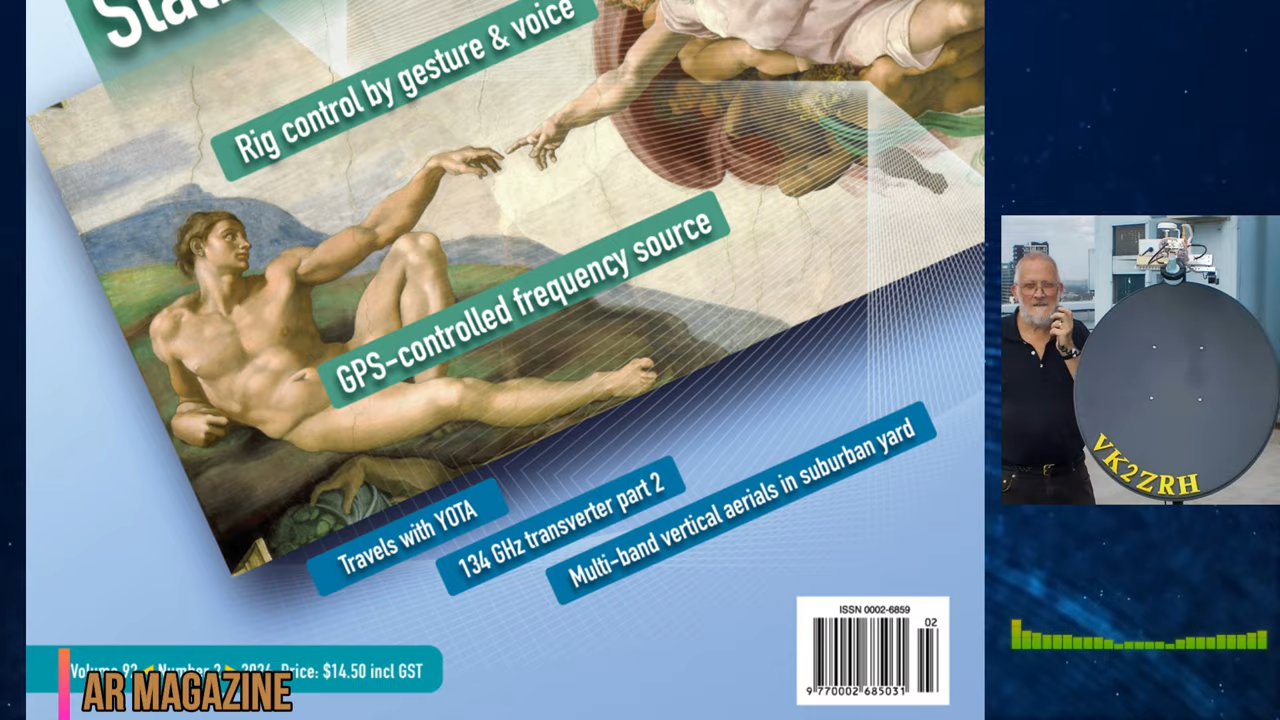 Rig control by gesture & voice
GPS-controlled frequency source
Travels with YOTA
134 GHz transverter part 2
Multi-band vertical aerials in suburban yard
VK2ZRH
ISSN 0002-6859
02
9 770002 685031
Price: $14.50 incl GST
AR MAGAZINE